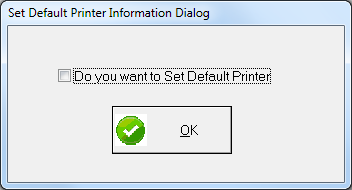 Set Default Printer Information Dialog
Do you want to Set Default Printer
OK